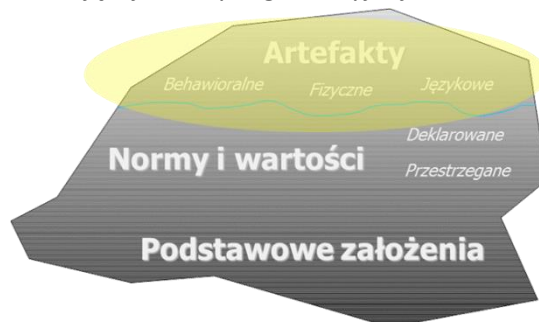 Artefakty
Behawioralne Fizyczne Językowe
Deklarowane
Normy i wartości
Przestrzegane
Podstawowe założenia